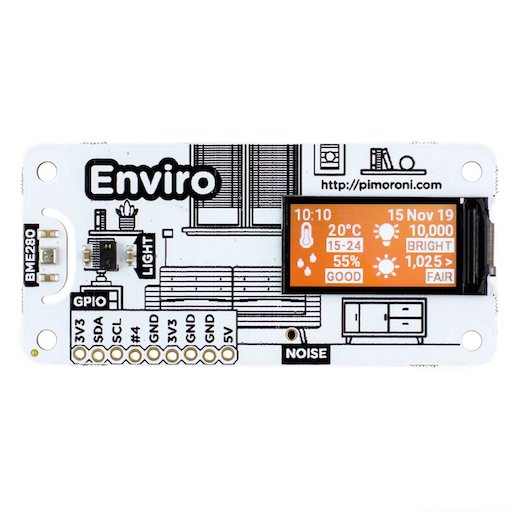 Enviro
http://pimoroni.com
10:10 15 Nov 19
20°C 10,000
15-24 BRIGHT
55% 1,025 >
GOOD FAIR
BME280
LIGHT
GPIO
3V3
SDA
SCL
#4
GND
3V3
GND
GND
5V
NOISE